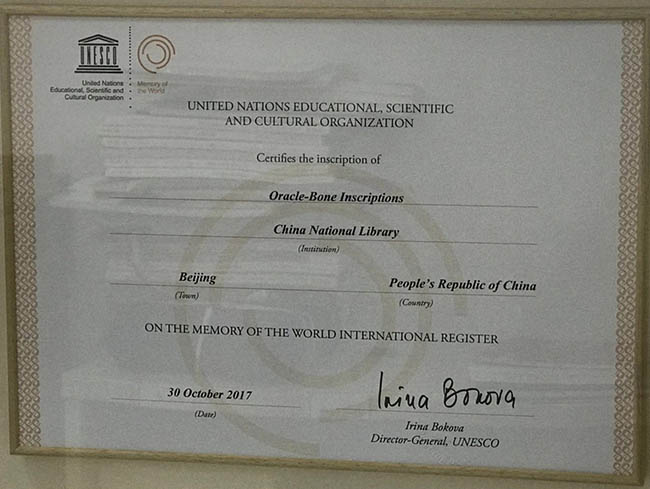 UNESCO
United Nations
Educational, Scientific and
Cultural Organization
Memory of
the World
UNITED NATIONS EDUCATIONAL, SCIENTIFIC
AND CULTURAL ORGANIZATION
Certifies the inscription of
Oracle-Bone Inscriptions
China National Library
(Institution)
Beijing People's Republic of China
(Town) (Country)
ON THE MEMORY OF THE WORLD INTERNATIONAL REGISTER
30 October 2017 Irina Bokova
(Date) Irina Bokova
Director-General, UNESCO